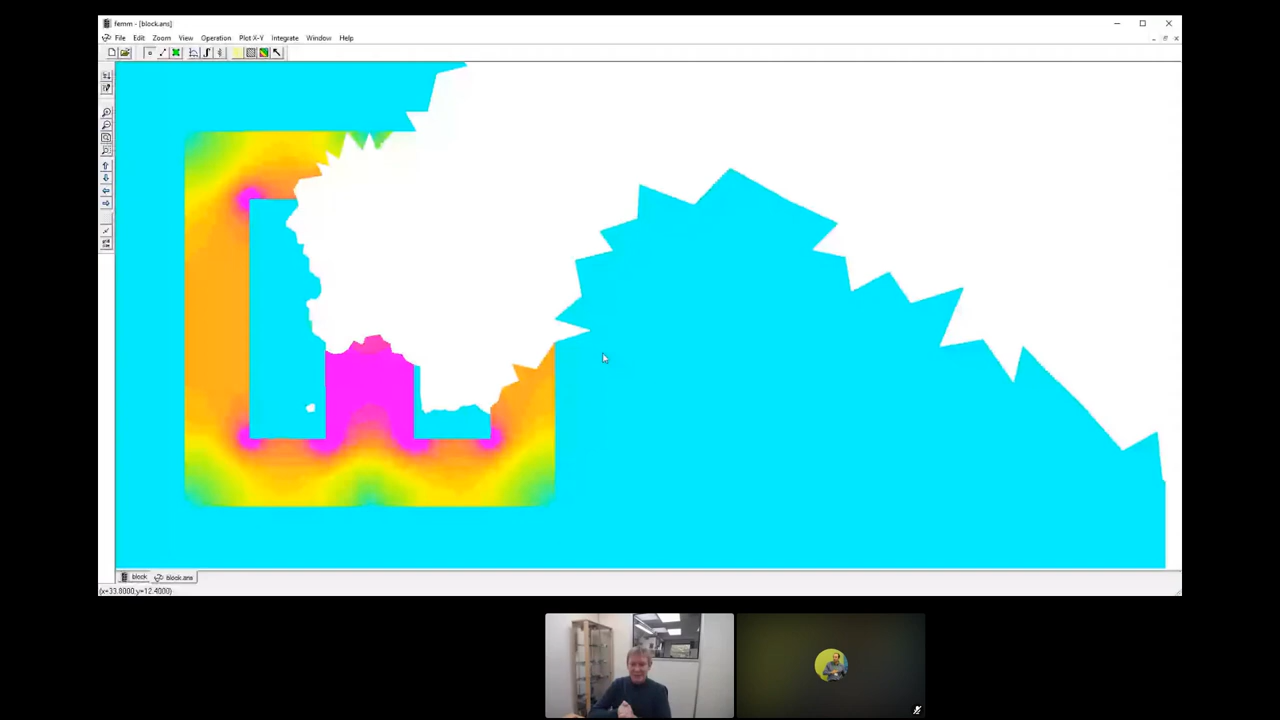 femm - [block.ans]
File Edit Zoom View Operation Plot X-Y Integrate Window Help
block block.ans
(x=33.8000,y=12.4000)